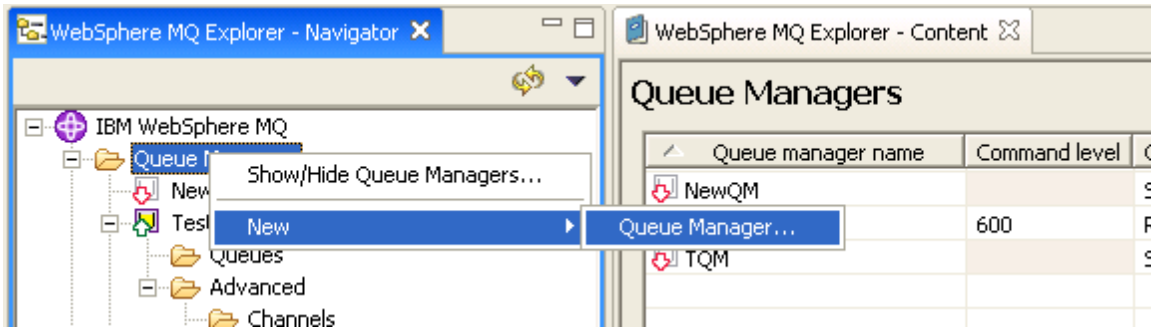 WebSphere MQ Explorer - Navigator
IBM WebSphere MQ
Queue
New
Test
Queues
Advanced
Channels
Show/Hide Queue Managers...
New
Queue Manager...
WebSphere MQ Explorer - Content
Queue Managers
Queue manager name Command level
NewQM
600
TQM